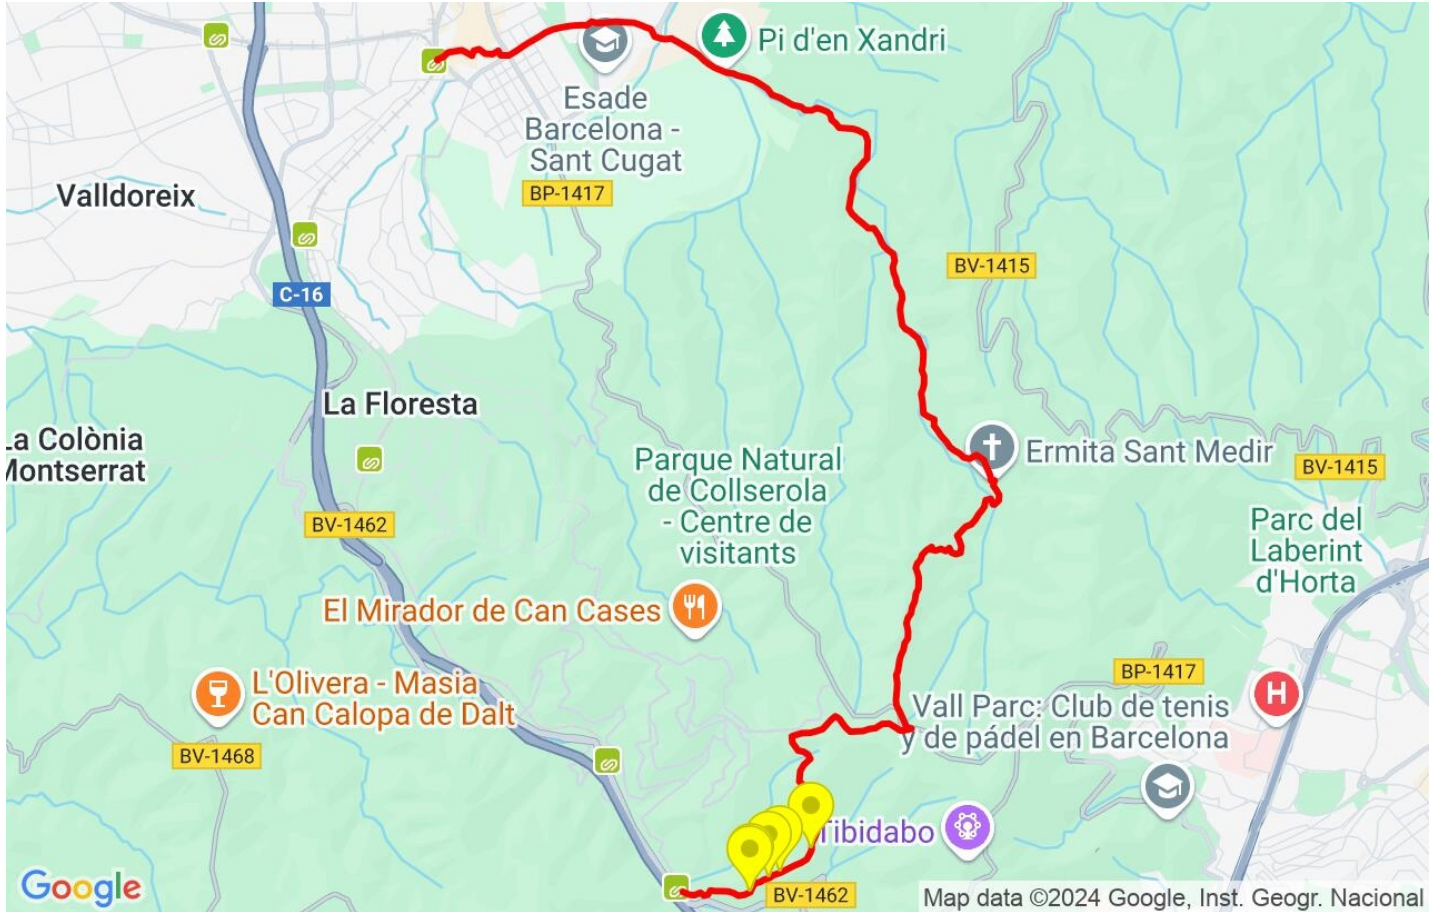 Pi d'en Xandri
Esade
Barcelona -
Sant Cugat
BP-1417
Valldoreix
BV-1415
C-16
La Floresta
La Colònia
Montserrat
Parque Natural
de Collserola
- Centre de
visitants
Ermita Sant Medir
BV-1415
BV-1462
Parc del
Laberint
d'Horta
El Mirador de Can Cases
BP-1417
L'Olivera - Masia
Can Calopa de Dalt
H
Vall Parc: Club de tenis
y de pádel en Barcelona
BV-1468
Tibidabo
Google
BV-1462
Map data ©2024 Google, Inst. Geogr. Nacional